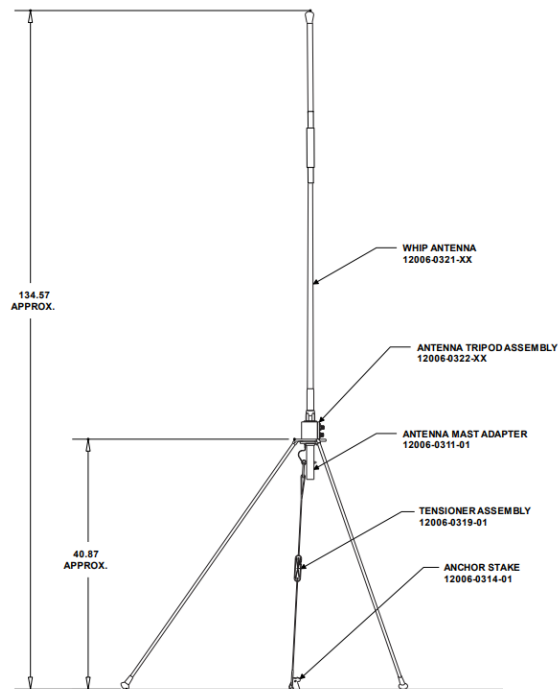 WHIP ANTENNA
12006-0321-XX
134.57
APPROX.
ANTENNA TRIPOD ASSEMBLY
12006-0322-XX
ANTENNA MAST ADAPTER
12006-0311-01
TENSIONER ASSEMBLY
12006-0319-01
40.87
APPROX.
ANCHOR STAKE
12006-0314-01